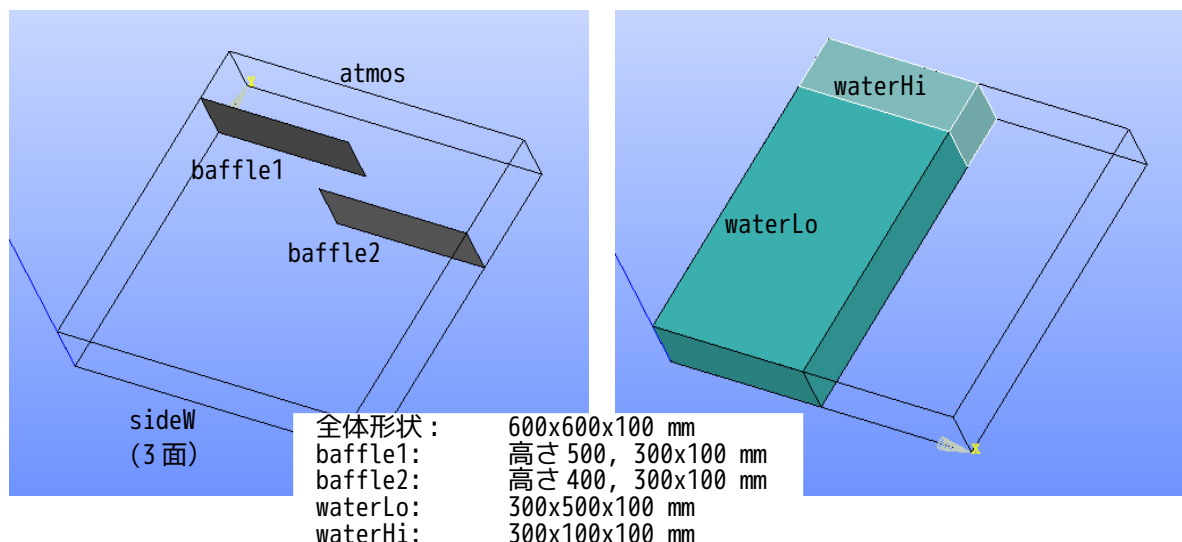 Y
atmos
baffle1
baffle2
sideW
(3面)
waterHi
waterLo
X
全体形状: 600x600x100 mm
baffle1: 高さ500, 300x100 mm
baffle2: 高さ400, 300x100 mm
waterLo: 300x500x100 mm
waterHi: 300x100x100 mm